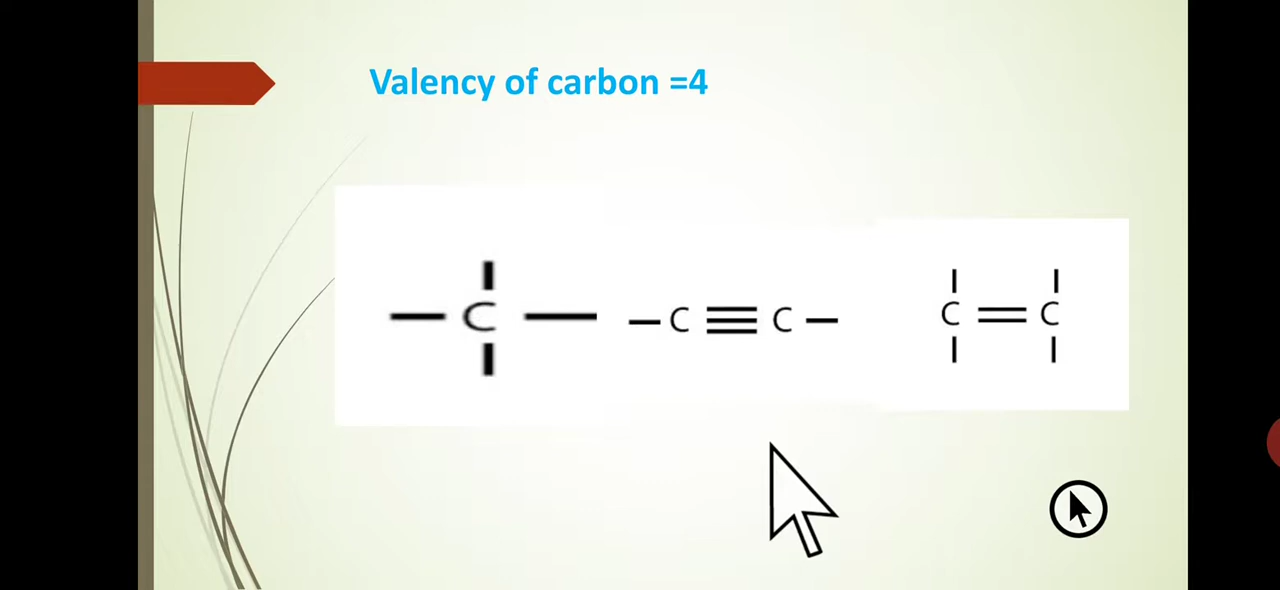 Valency of carbon =4
– C – – C ≡ C – C = C